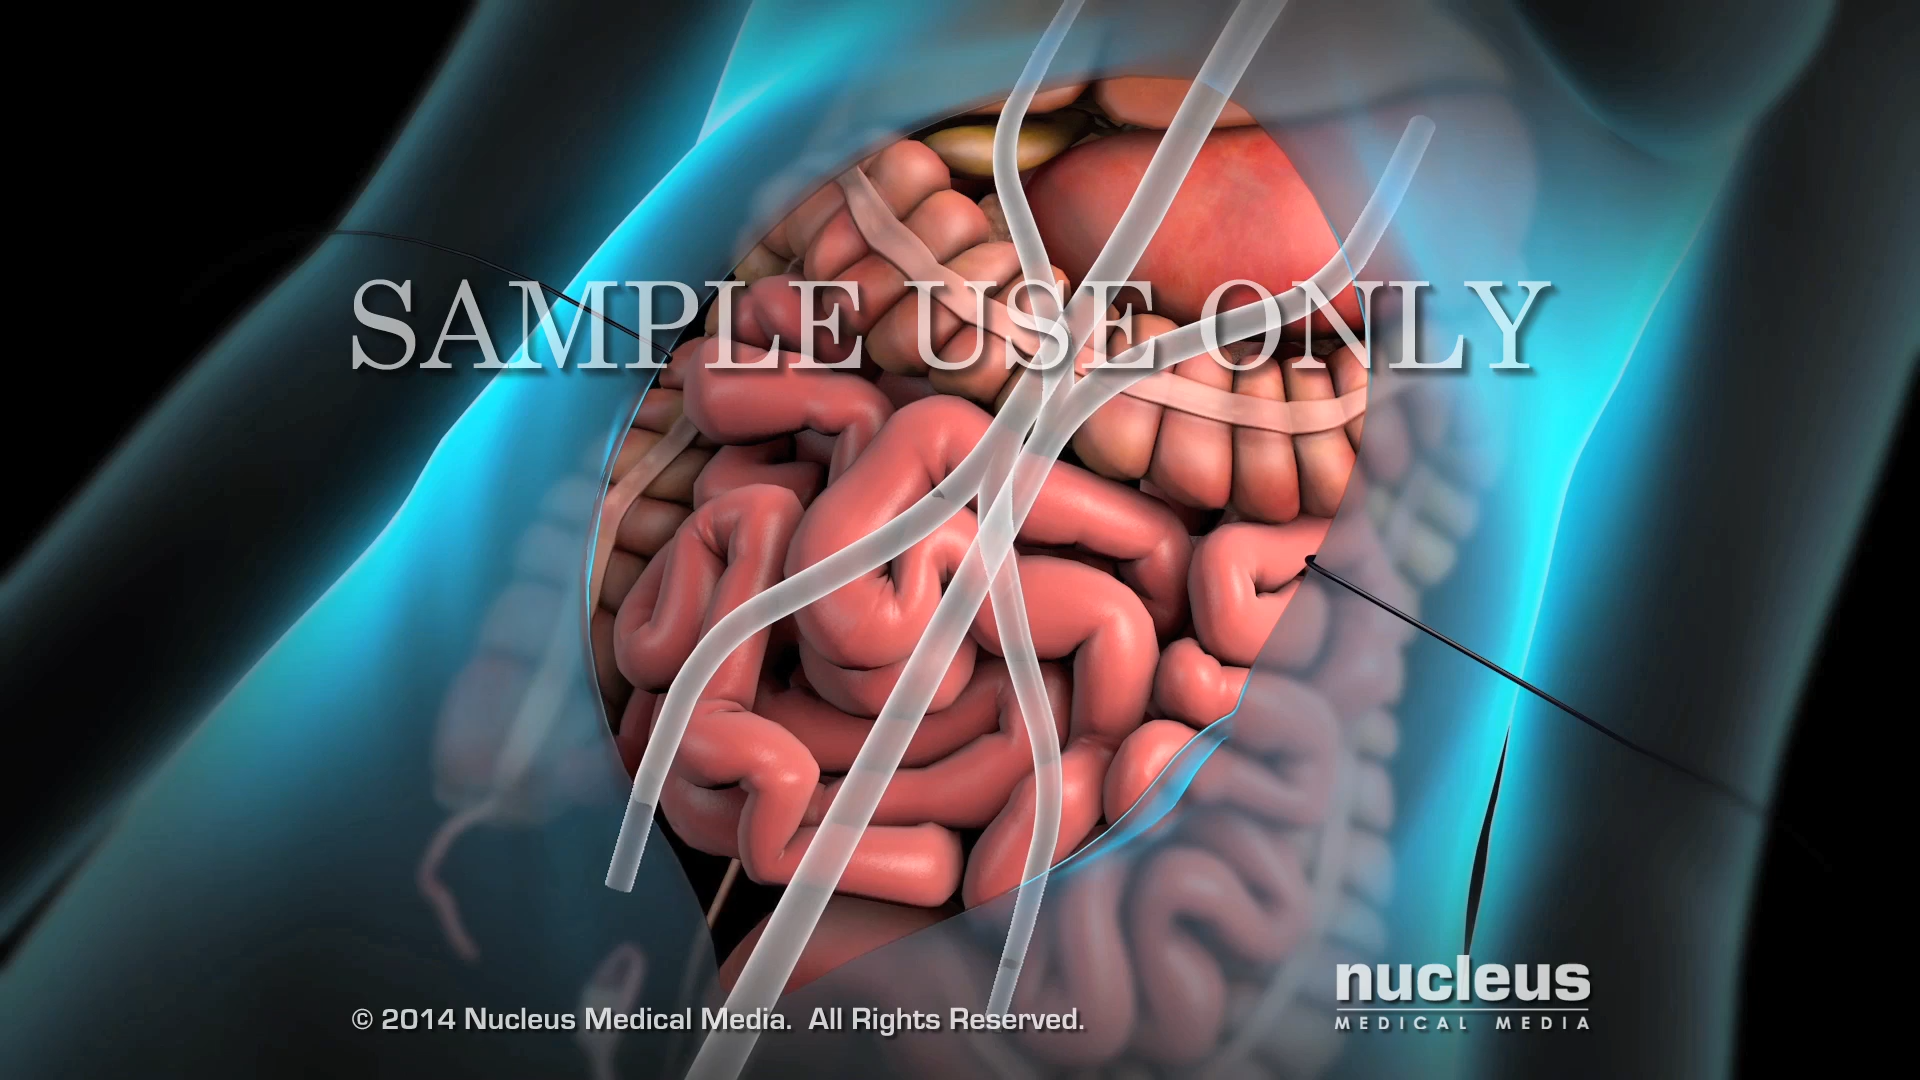 SAMPLE USE ONLY
© 2014 Nucleus Medical Media.  All Rights Reserved.
nucleus
MEDICAL MEDIA